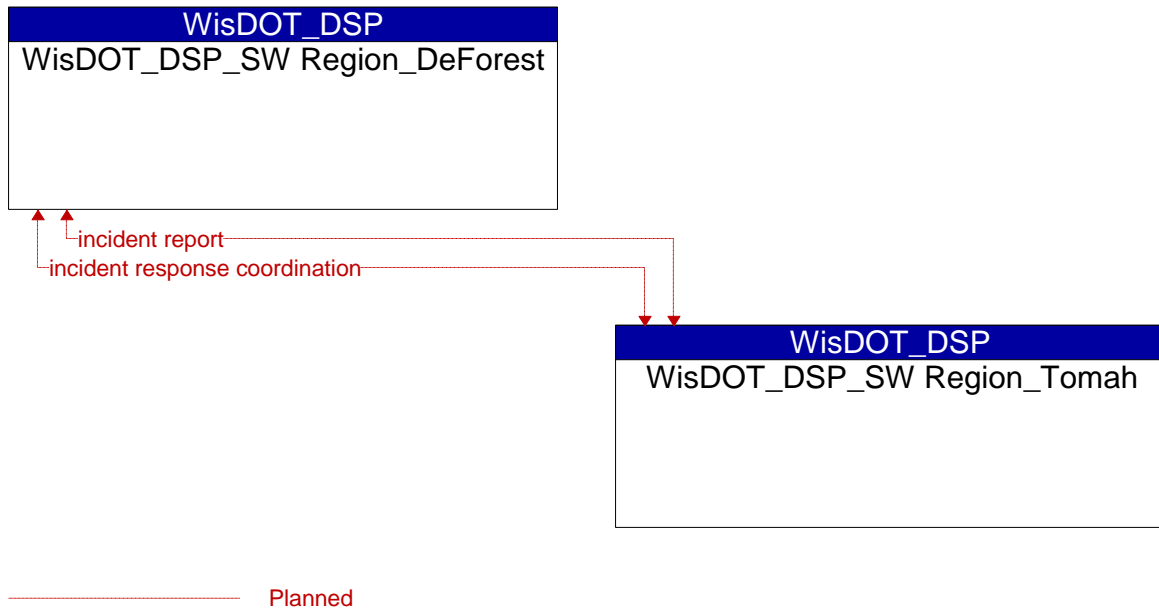 WisDOT_DSP
WisDOT_DSP_SW Region_DeForest
incident report
incident response coordination
WisDOT_DSP
WisDOT_DSP_SW Region_Tomah
Planned